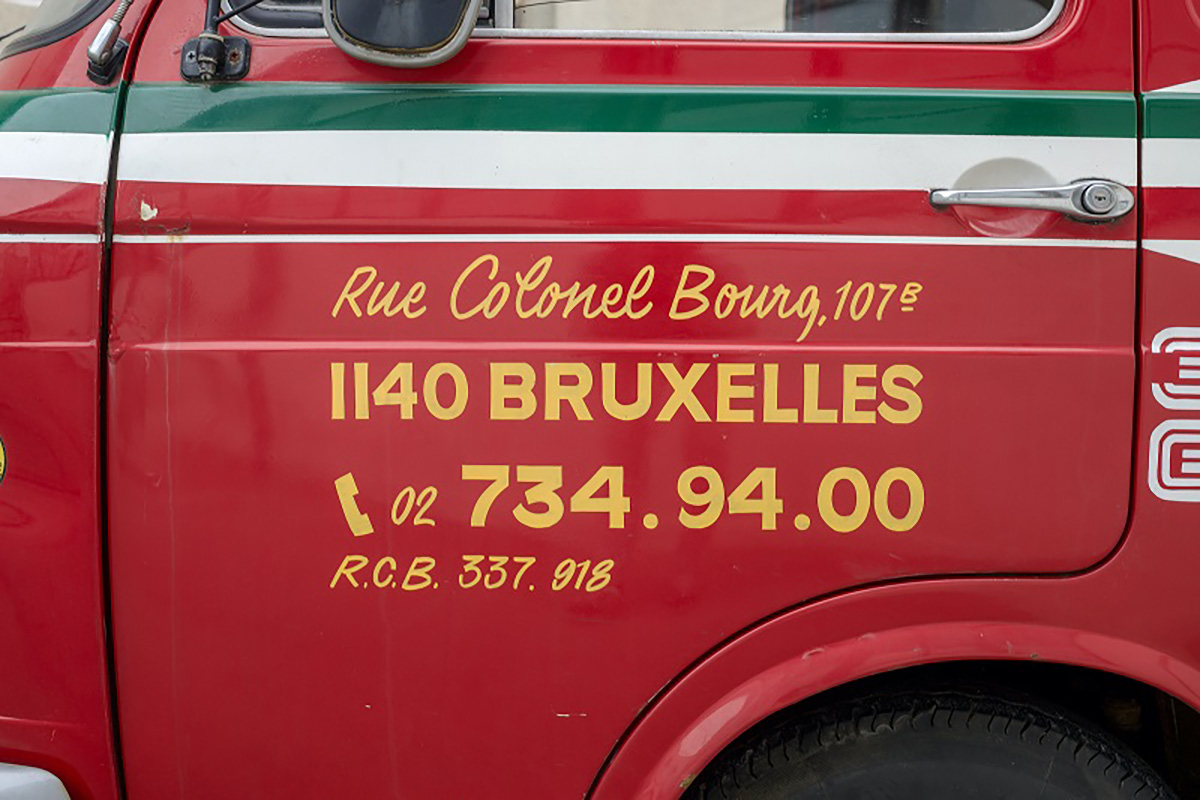 Rue Colonel Bourg, 107B
1140 BRUXELLES
02 734.94.00
R.C.B. 337.918